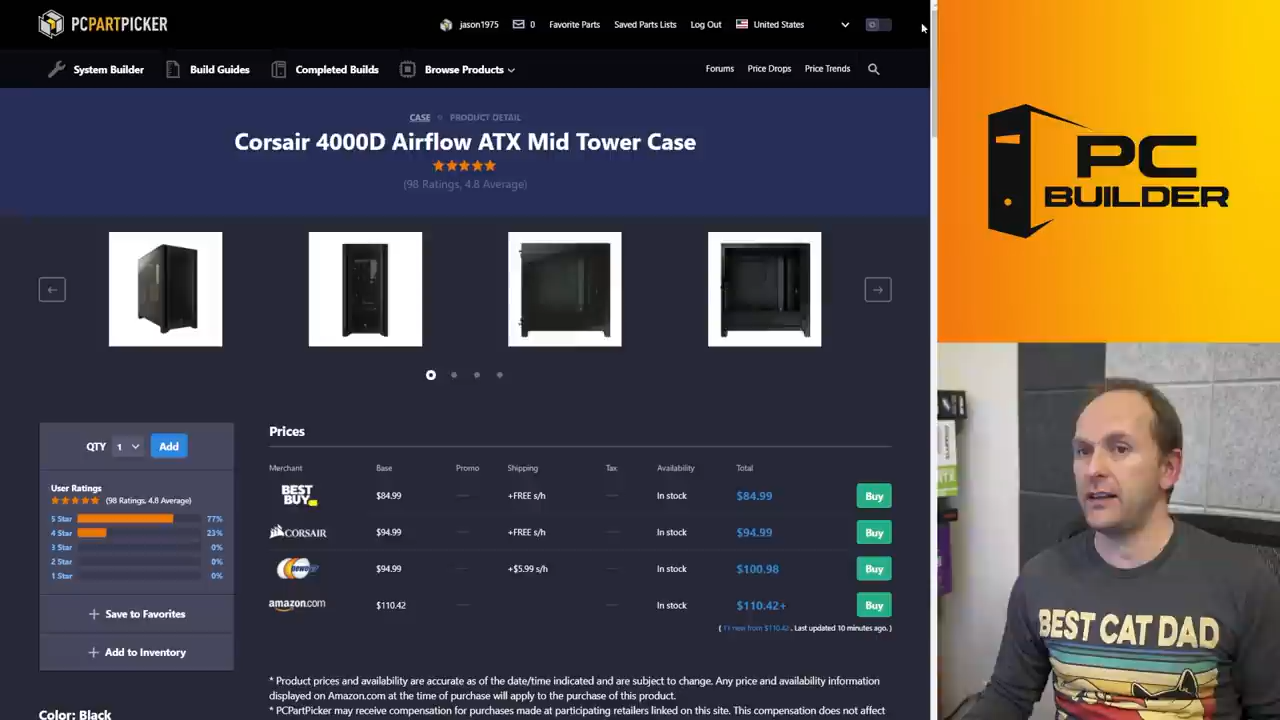 PCPARTPICKER
jason1975
0
Favorite Parts
Saved Parts Lists
Log Out
United States
System Builder
Build Guides
Completed Builds
Browse Products
Forums
Price Drops
Price Trends
CASE
PRODUCT DETAIL
Corsair 4000D Airflow ATX Mid Tower Case
(98 Ratings, 4.8 Average)
QTY 1 Add
User Ratings
(98 Ratings, 4.8 Average)
5 Star 77%
4 Star 23%
3 Star 0%
2 Star 0%
1 Star 0%
Save to Favorites
Add to Inventory
Color: Black
Prices
Merchant Base Promo Shipping Tax Availability Total
BEST BUY $84.99 — +FREE s/h — In stock $84.99 Buy
CORSAIR $94.99 — +FREE s/h — In stock $94.99 Buy
newegg $94.99 — +$5.99 s/h — In stock $100.98 Buy
amazon.com $110.42 In stock $110.42+ Buy
Last updated 10 minutes ago. )
* Product prices and availability are accurate as of the date/time indicated and are subject to change. Any price and availability information
displayed on Amazon.com at the time of purchase will apply to the purchase of this product.
* PCPartPicker may receive compensation for purchases made at participating retailers linked on this site. This compensation does not affect
PC
BUILDER
BEST CAT DAD